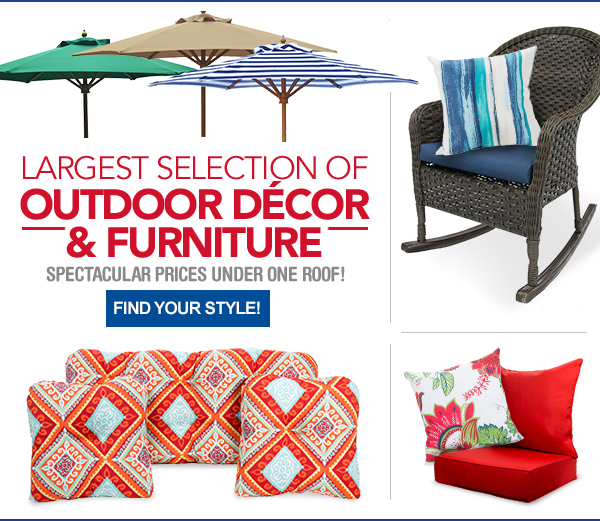 LARGEST SELECTION OF
OUTDOOR DÉCOR
& FURNITURE
SPECTACULAR PRICES UNDER ONE ROOF!
FIND YOUR STYLE!